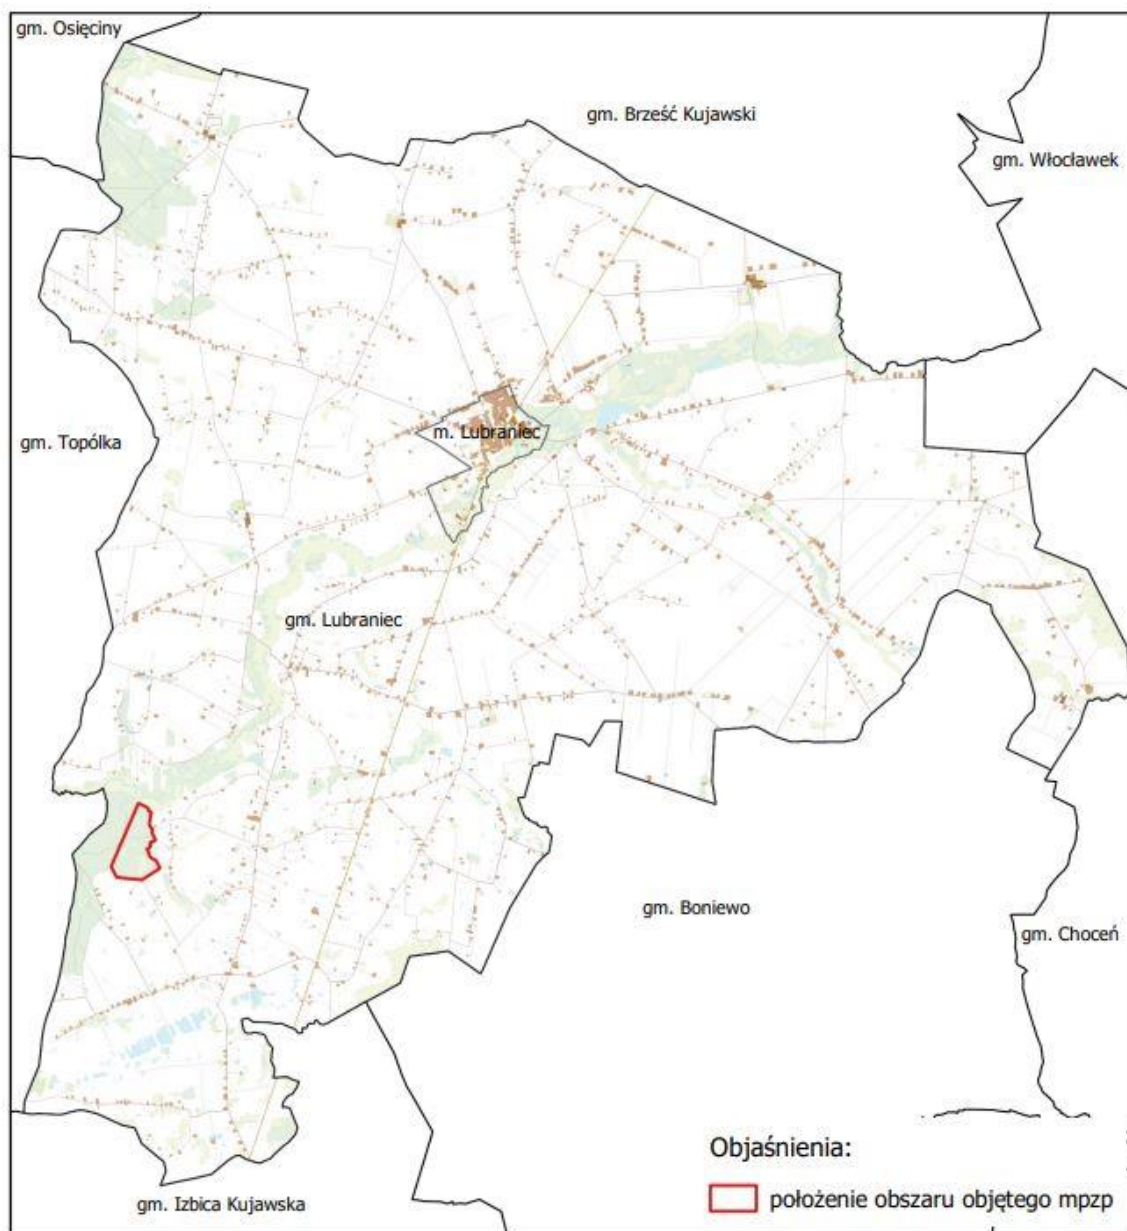 gm. Osięciny
gm. Brześć Kujawski
gm. Włocławek
m. Lubraniec
gm. Topólka
gm. Lubraniec
gm. Boniewo
gm. Choceń
Objaśnienia:
położenie obszaru objętego mpzp
gm. Izbica Kujawska